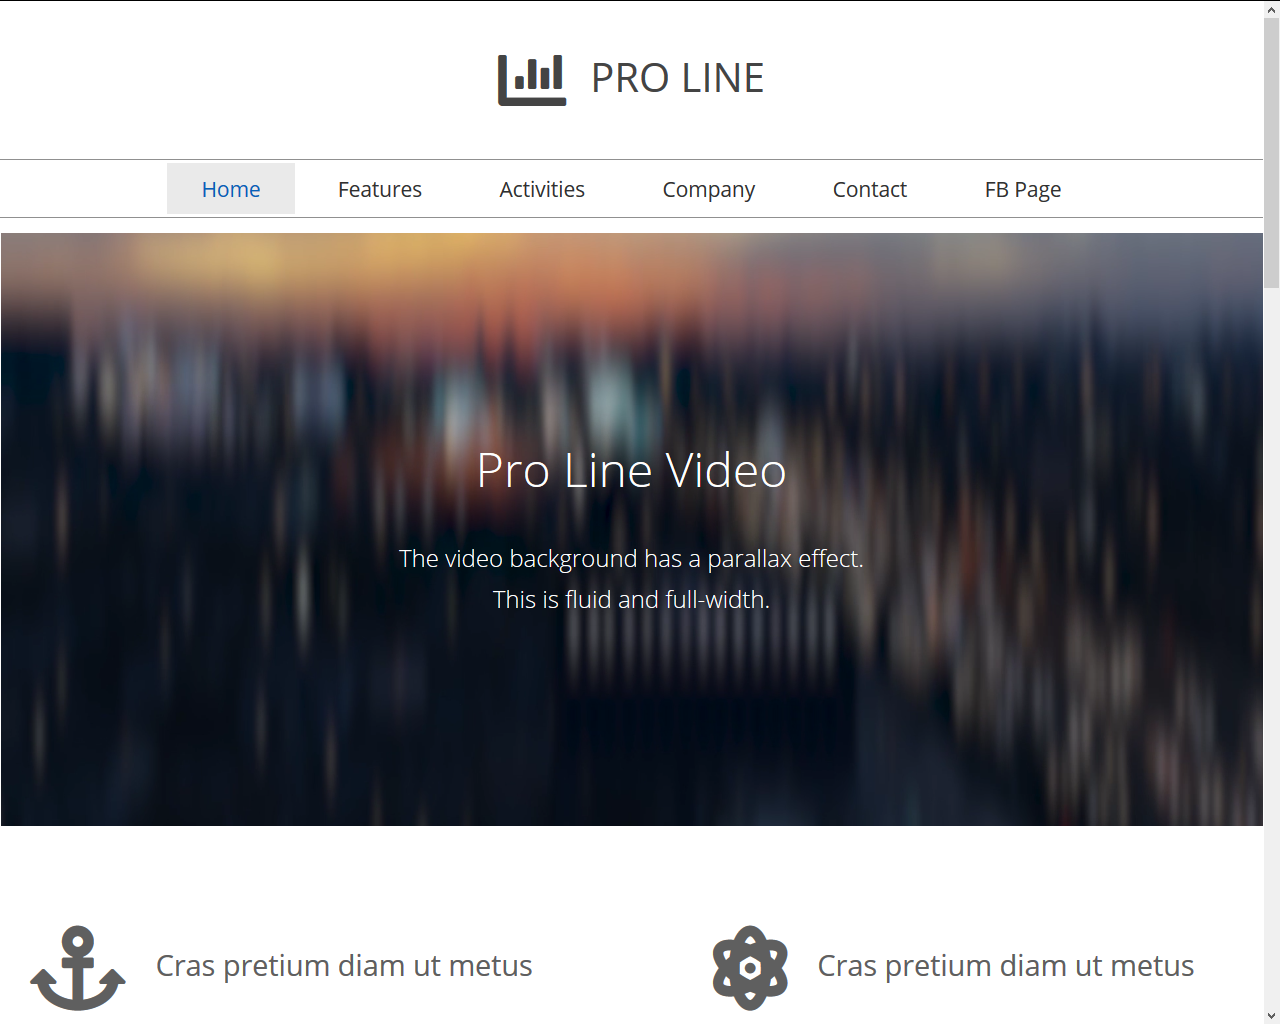 PRO LINE
Home Features Activities Company Contact FB Page
Pro Line Video
The video background has a parallax effect.
This is fluid and full-width.
Cras pretium diam ut metus Cras pretium diam ut metus